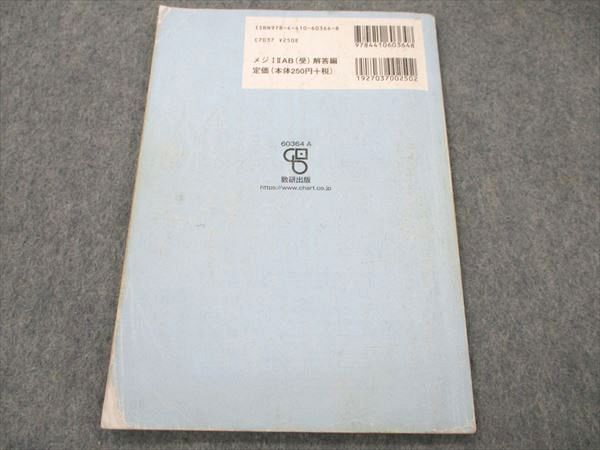 ISBN978-4-410-60364-8
C7037 ¥250E
メジⅠⅡAB(受)解答編
定価(本体250円+税)
9784410603648
1927037002502
60364 A
数研出版
https://www.chart.co.jp